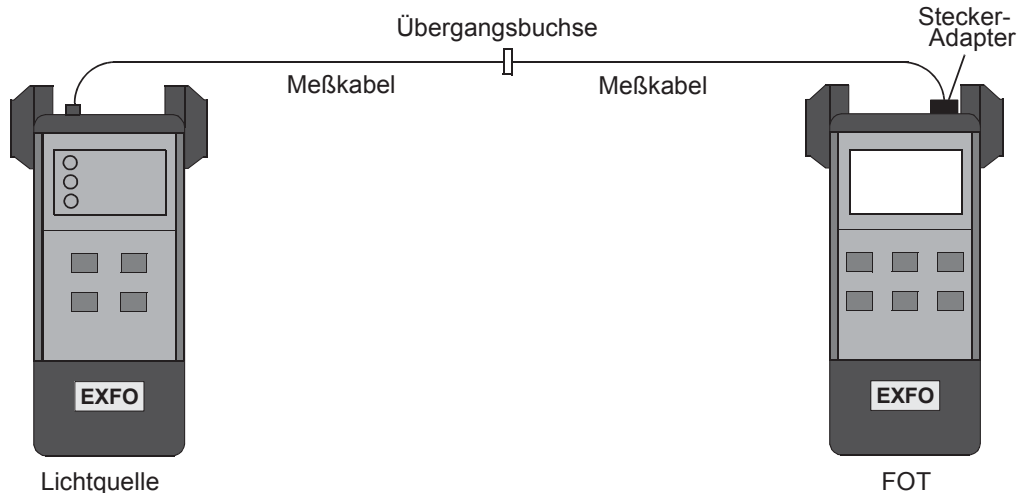 Übergangsbuchse
Stecker-
Adapter
Meßkabel
Meßkabel
EXFO
EXFO
Lichtquelle
FOT